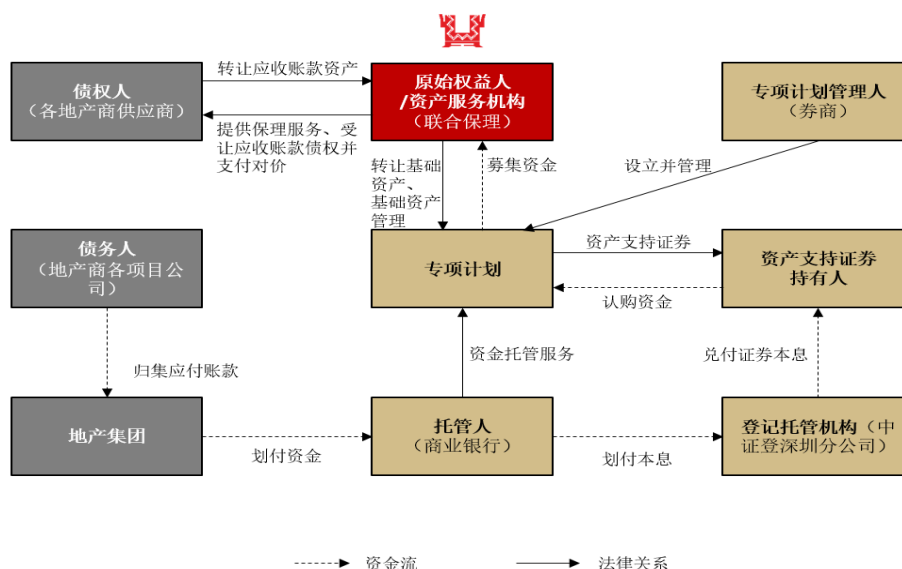 转让应收账款资产
债权人
（各地产商供应商）
原始权益人
/资产服务机构
（联合保理）
专项计划管理人
（券商）
提供保理服务、受
让应收账款债权并
支付对价
转让基础
资产、
基础资产
管理
募集资金
设立并管理
债务人
（地产商各项目公
司）
专项计划
资产支持证券
资产支持证券
持有人
认购资金
归集应付账款
资金托管服务
兑付证券本息
地产集团
划付资金
托管人
（商业银行）
划付本息
登记托管机构（中
证登深圳分公司）
资金流
法律关系